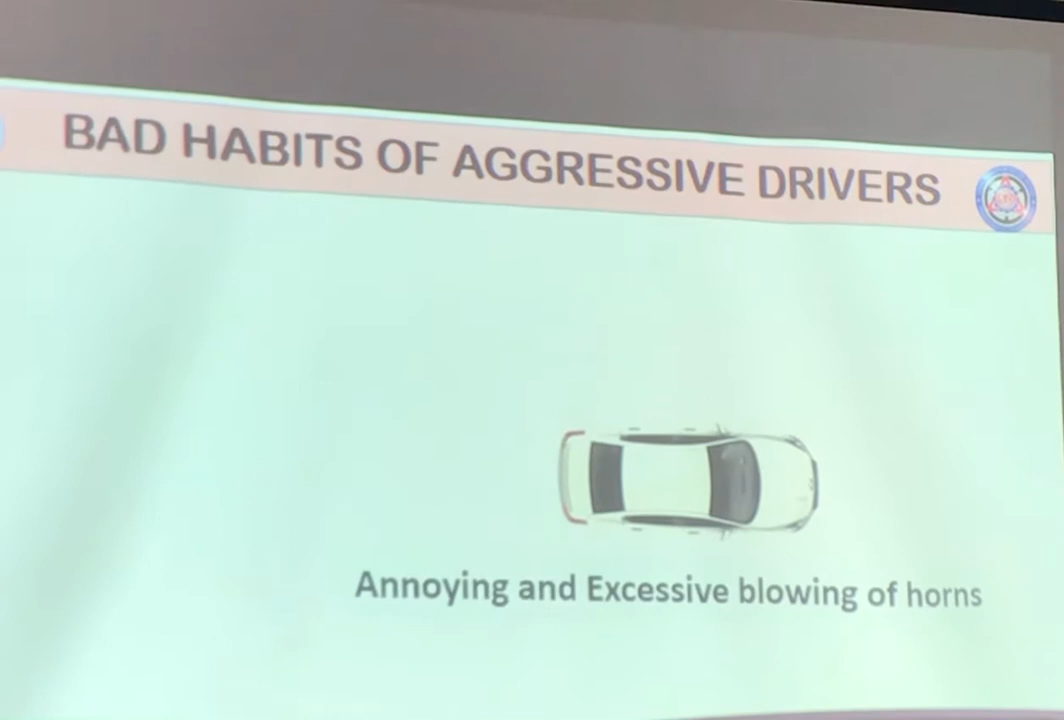 BAD HABITS OF AGGRESSIVE DRIVERS
Annoying and Excessive blowing of horns